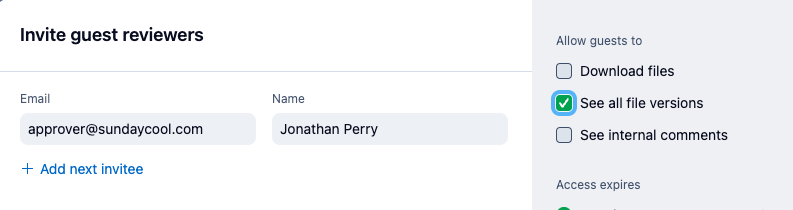 Invite guest reviewers
Email
Name
approver@sundaycool.com
Jonathan Perry
+ Add next invitee
Allow guests to
Download files
See all file versions
See internal comments
Access expires